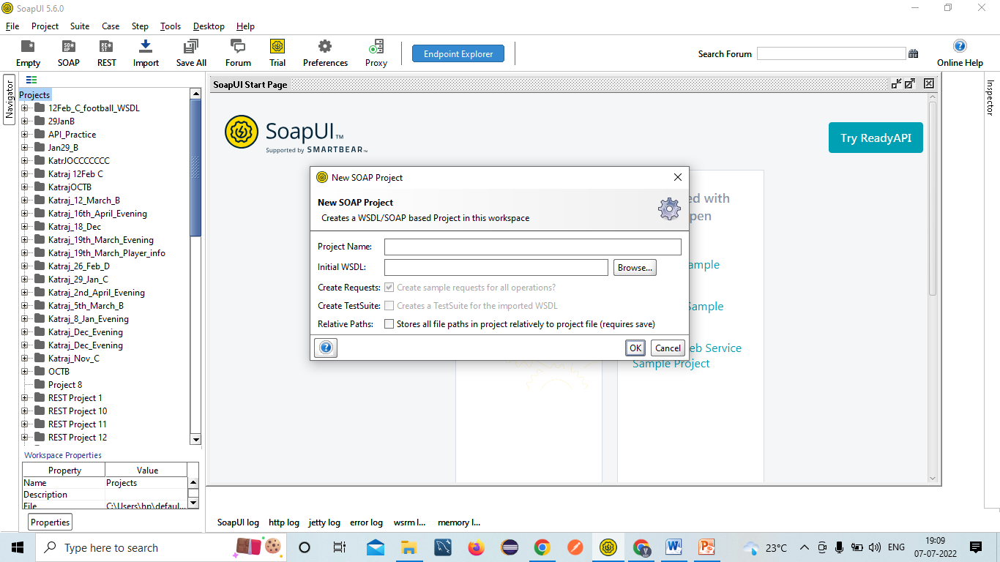 SoapUI 5.6.0
File Project Suite Case Step Tools Desktop Help
Empty SOAP REST Import Save All Forum Trial Preferences Proxy Endpoint Explorer Search Forum Online Help
Navigator
Inspector
Projects
12Feb_C_football_WSDL
29JanB
API_Practice
Jan29_B
KatrJOCCCCCCC
Katraj 12Feb C
KatrajOCTB
Katraj_12_March_B
Katraj_16th_April_Evening
Katraj_18_Dec
Katraj_19th_March_Evening
Katraj_19th_March_Player_info
Katraj_26_Feb_D
Katraj_29_Jan_C
Katraj_2nd_April_Evening
Katraj_5th_March_B
Katraj_8_Jan_Evening
Katraj_Dec_Evening
Katraj_Dec_Evening
Katraj_Nov_C
OCTB
Project 8
REST Project 1
REST Project 10
REST Project 11
REST Project 12
Workspace Properties
Property Value
Name Projects
Description
File C:\Users\hp\defaul...
Properties
SoapUI Start Page
SoapUI™
Supported by SMARTBEAR™
Try ReadyAPI
ed with
pen
ample
Sample
eb Service
Sample Project
New SOAP Project
New SOAP Project
Creates a WSDL/SOAP based Project in this workspace
Project Name:
Initial WSDL: Browse...
Create Requests: Create sample requests for all operations?
Create TestSuite: Creates a TestSuite for the imported WSDL
Relative Paths: Stores all file paths in project relatively to project file (requires save)
OK Cancel
SoapUI log http log jetty log error log wsrm l... memory l...
Type here to search
23°C ENG 19:09
07-07-2022